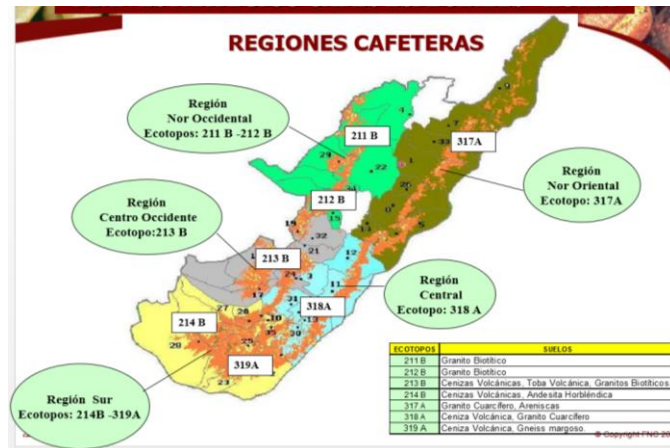 REGIONES CAFETERAS
Región
Nor Occidental
Ecotopos: 211 B -212 B
211 B
317A
Región
Nor Oriental
Ecotopo: 317A
212 B
Región
Centro Occidente
Ecotopo:213 B
213 B
Región
Central
Ecotopo: 318 A
318A
214 B
319A
Región Sur
Ecotopos: 214B -319A
ECOTOPOS SUELOS
211 B Granito Biotítico
212 B Granito Biotítico
213 B Cenizas Volcánicas, Toba Volcánica, Granitos Biotíticos
214 B Cenizas Volcánicas, Andesita Horbléndica
317 A Granito Cuarcífero, Areniscas
318 A Ceniza Volcánica, Granito Cuarcífero
319 A Ceniza Volcánica, Gneiss margoso.
© Copyright FNC